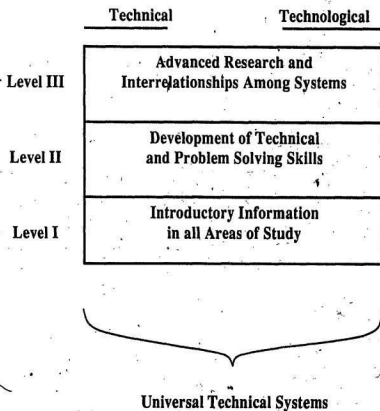 Technical Technological
Advanced Research and
Level III Interrelationships Among Systems
Development of Technical
Level II and Problem Solving Skills
Introductory Information
Level I in all Areas of Study
Universal Technical Systems